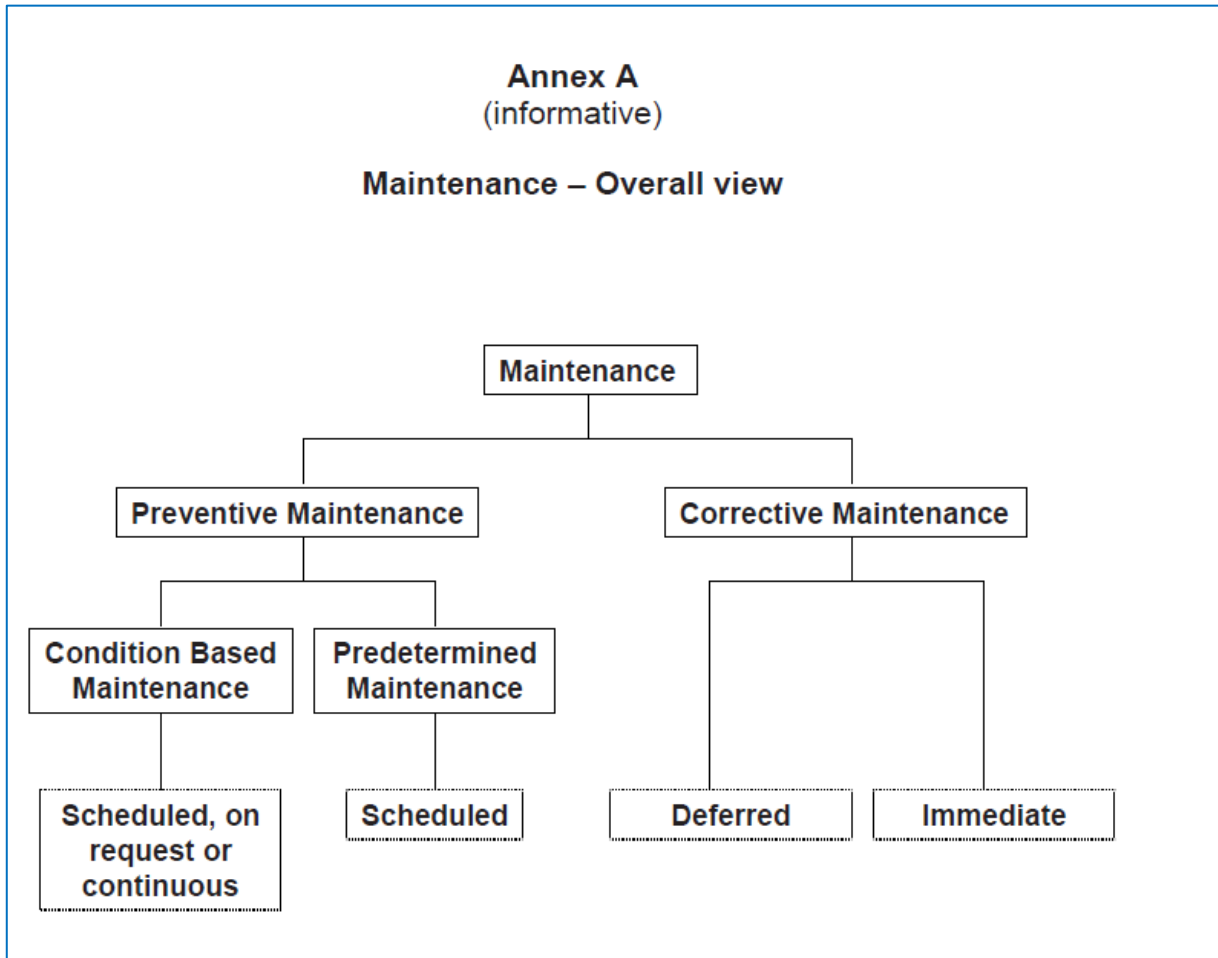 Annex A
(informative)
Maintenance – Overall view
Maintenance
Preventive Maintenance
Corrective Maintenance
Condition Based
Maintenance
Predetermined
Maintenance
Scheduled, on
request or
continuous
Scheduled
Deferred
Immediate